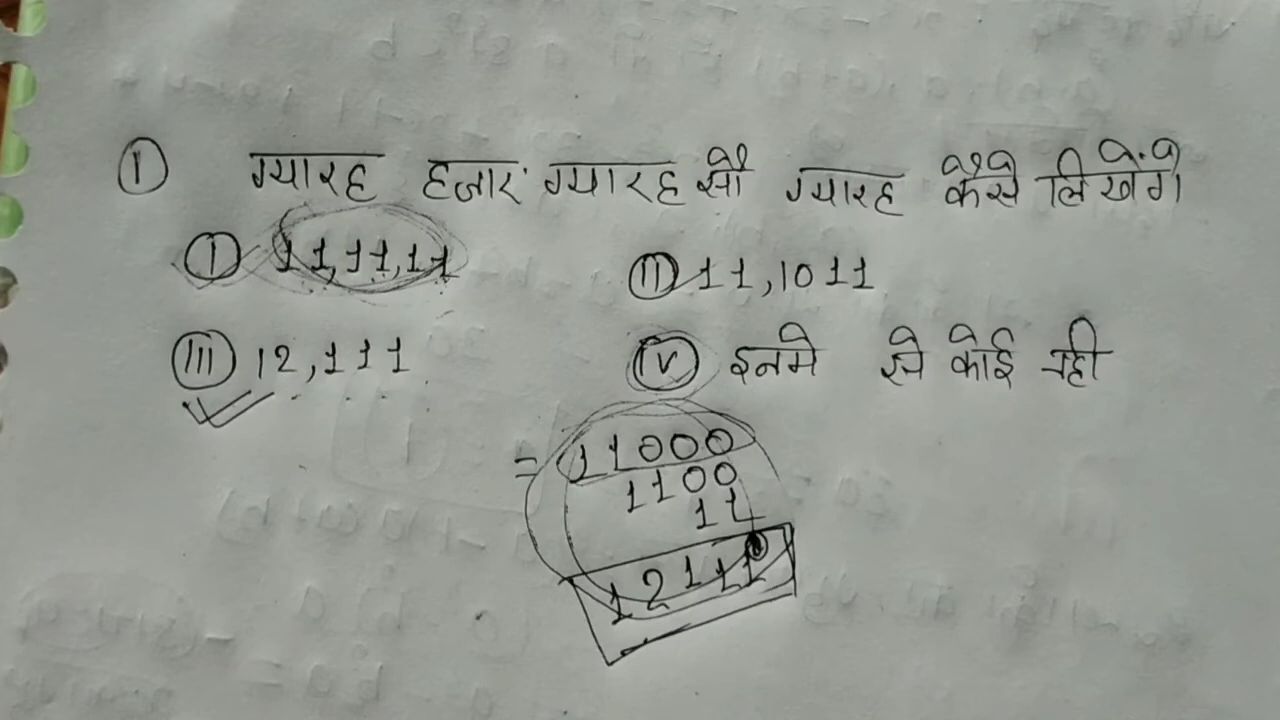 ① ग्यारह हजार ग्यारह सौ ग्यारह कैसे लिखेंगे
Ⓘ 11,11,11 ⅠⅠ 11,1011
ⅠⅠⅠ 12,111 ⅠV इनमे से कोई नही
= 11000
1100
11
12111